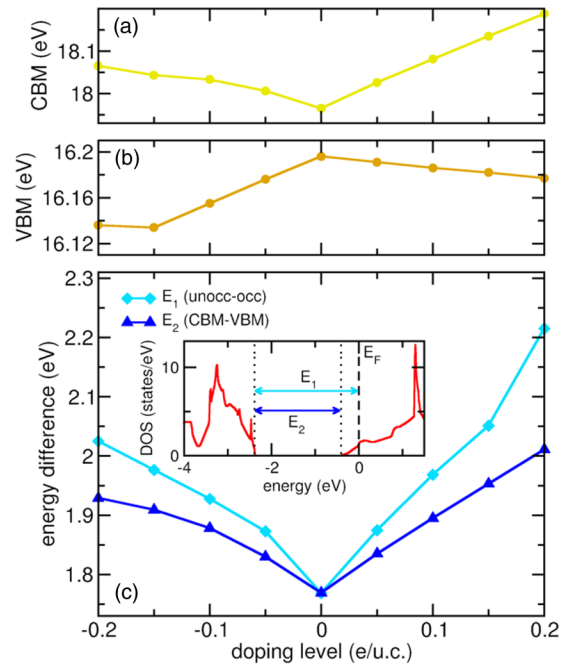 (a)
CBM (eV)
18.1
18
(b)
VBM (eV)
16.2
16.16
16.12
(c)
energy difference (eV)
2.3
2.2
2.1
2
1.9
1.8
E₁ (unocc-occ)
E₂ (CBM-VBM)
DOS (states/eV)
10
0
E₁
E₂
E_F
-4 -2 0
energy (eV)
-0.2 -0.1 0 0.1 0.2
doping level (e/u.c.)